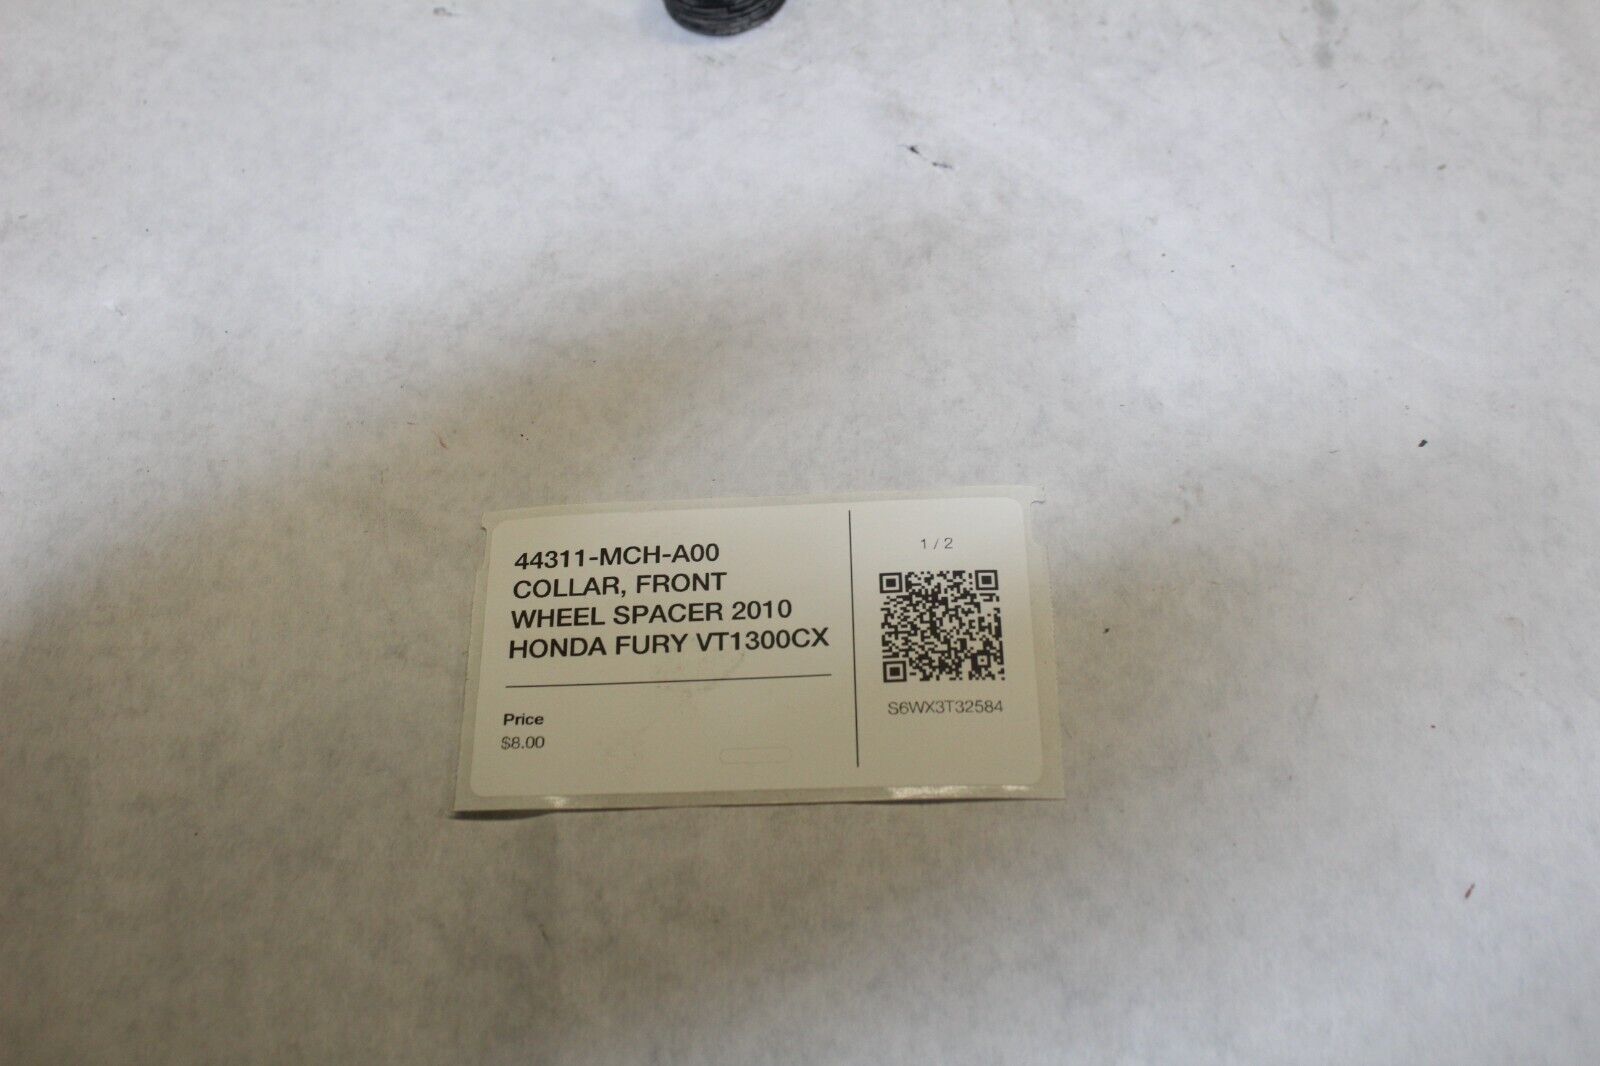 44311-MCH-A00
COLLAR, FRONT
WHEEL SPACER 2010
HONDA FURY VT1300CX
Price
$8.00
1 / 2
S6WX3T32584